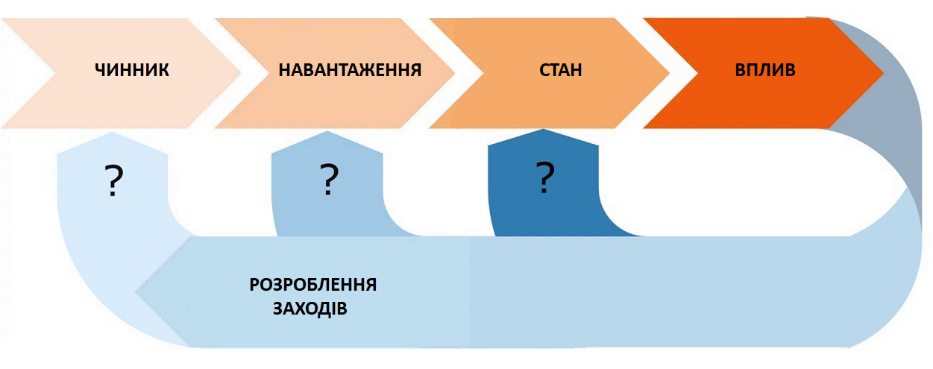 ЧИННИК
НАВАНТАЖЕННЯ
СТАН
ВПЛИВ
?
?
?
РОЗРОБЛЕННЯ
ЗАХОДІВ